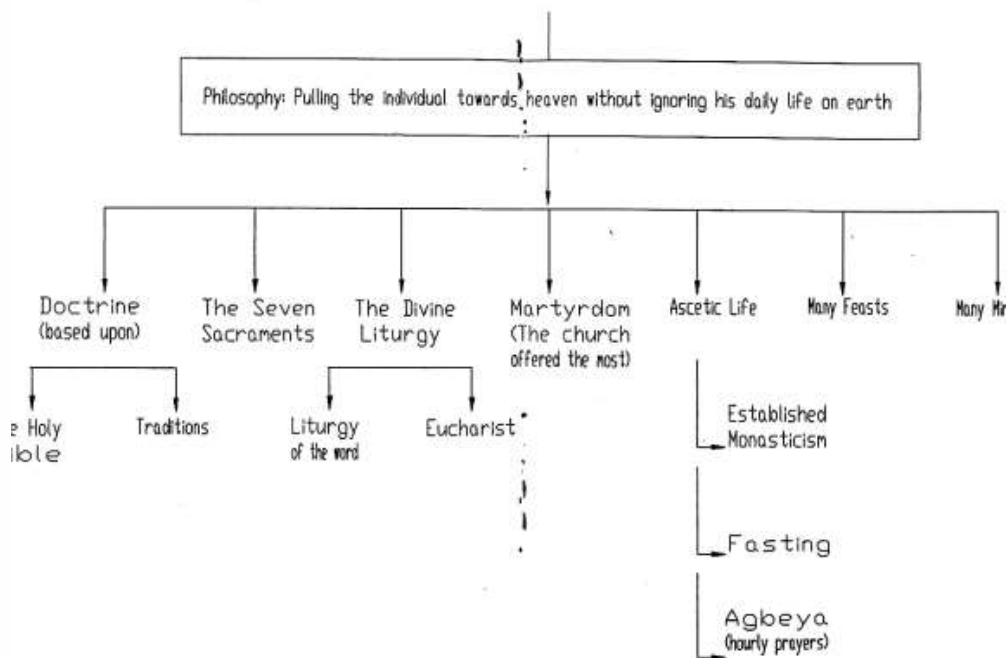 Philosophy: Pulling the individual towards heaven without ignoring his daily life on earth
Doctrine
(based upon)
The Seven
Sacraments
The Divine
Liturgy
Martyrdom
(The church
offered the most)
Ascetic Life
Many Feasts
Many
Holy
Traditions
Liturgy
of the word
Eucharist
Established
Monasticism
Fasting
Agbeya
(hourly prayers)